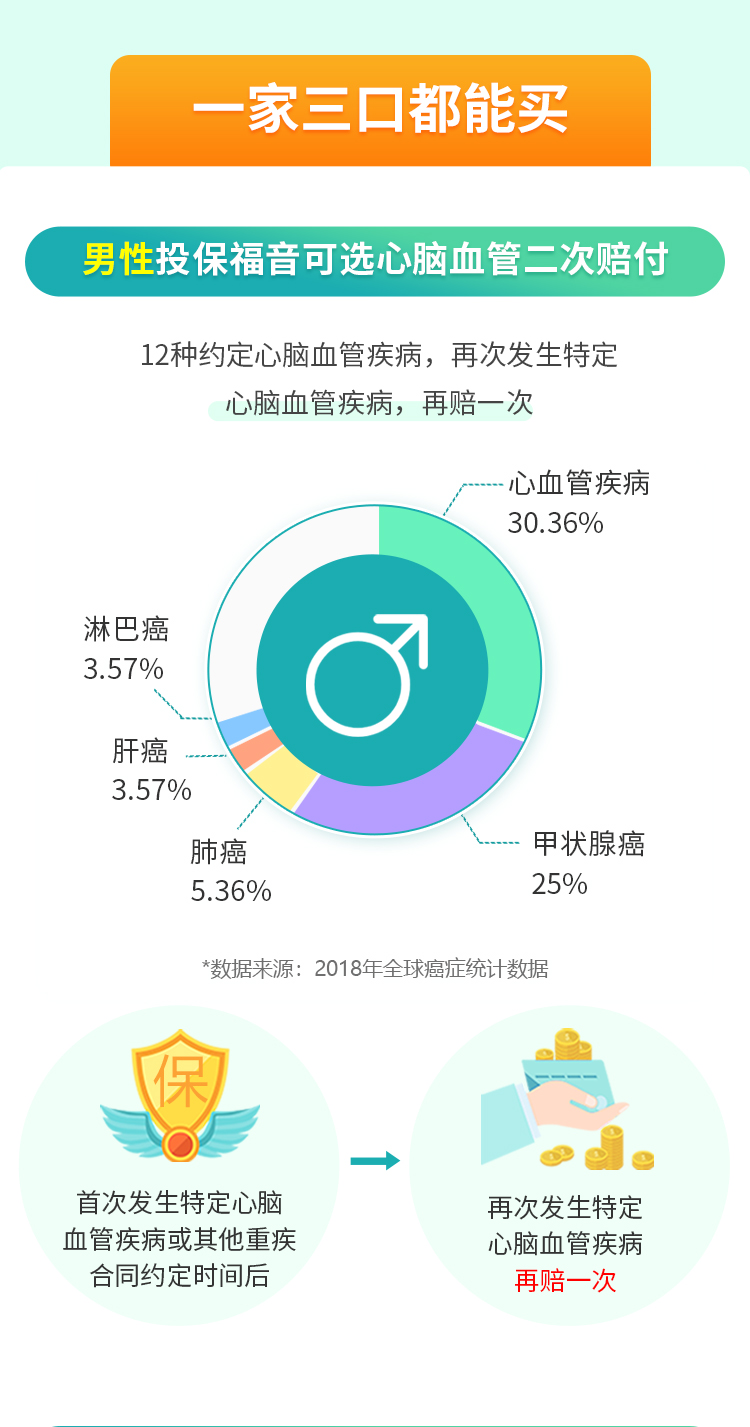 一家三口都能买
男性投保福音可选心脑血管二次赔付
12种约定心脑血管疾病，再次发生特定
心脑血管疾病，再赔一次
心血管疾病
30.36%
淋巴癌
3.57%
肝癌
3.57%
肺癌
5.36%
甲状腺癌
25%
*数据来源：2018年全球癌症统计数据
保
首次发生特定心脑
血管疾病或其他重疾
合同约定时间后
再次发生特定
心脑血管疾病
再赔一次